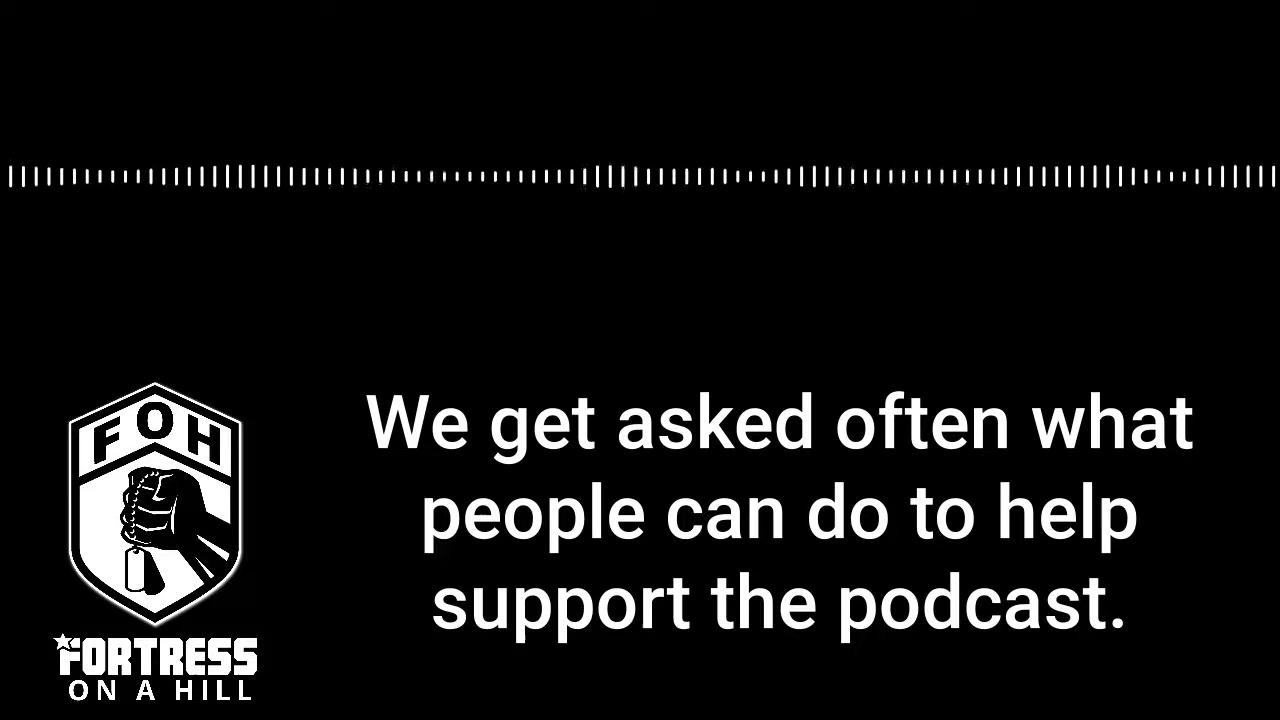 We get asked often what
people can do to help
support the podcast.
FOH
FORTRESS
ON A HILL